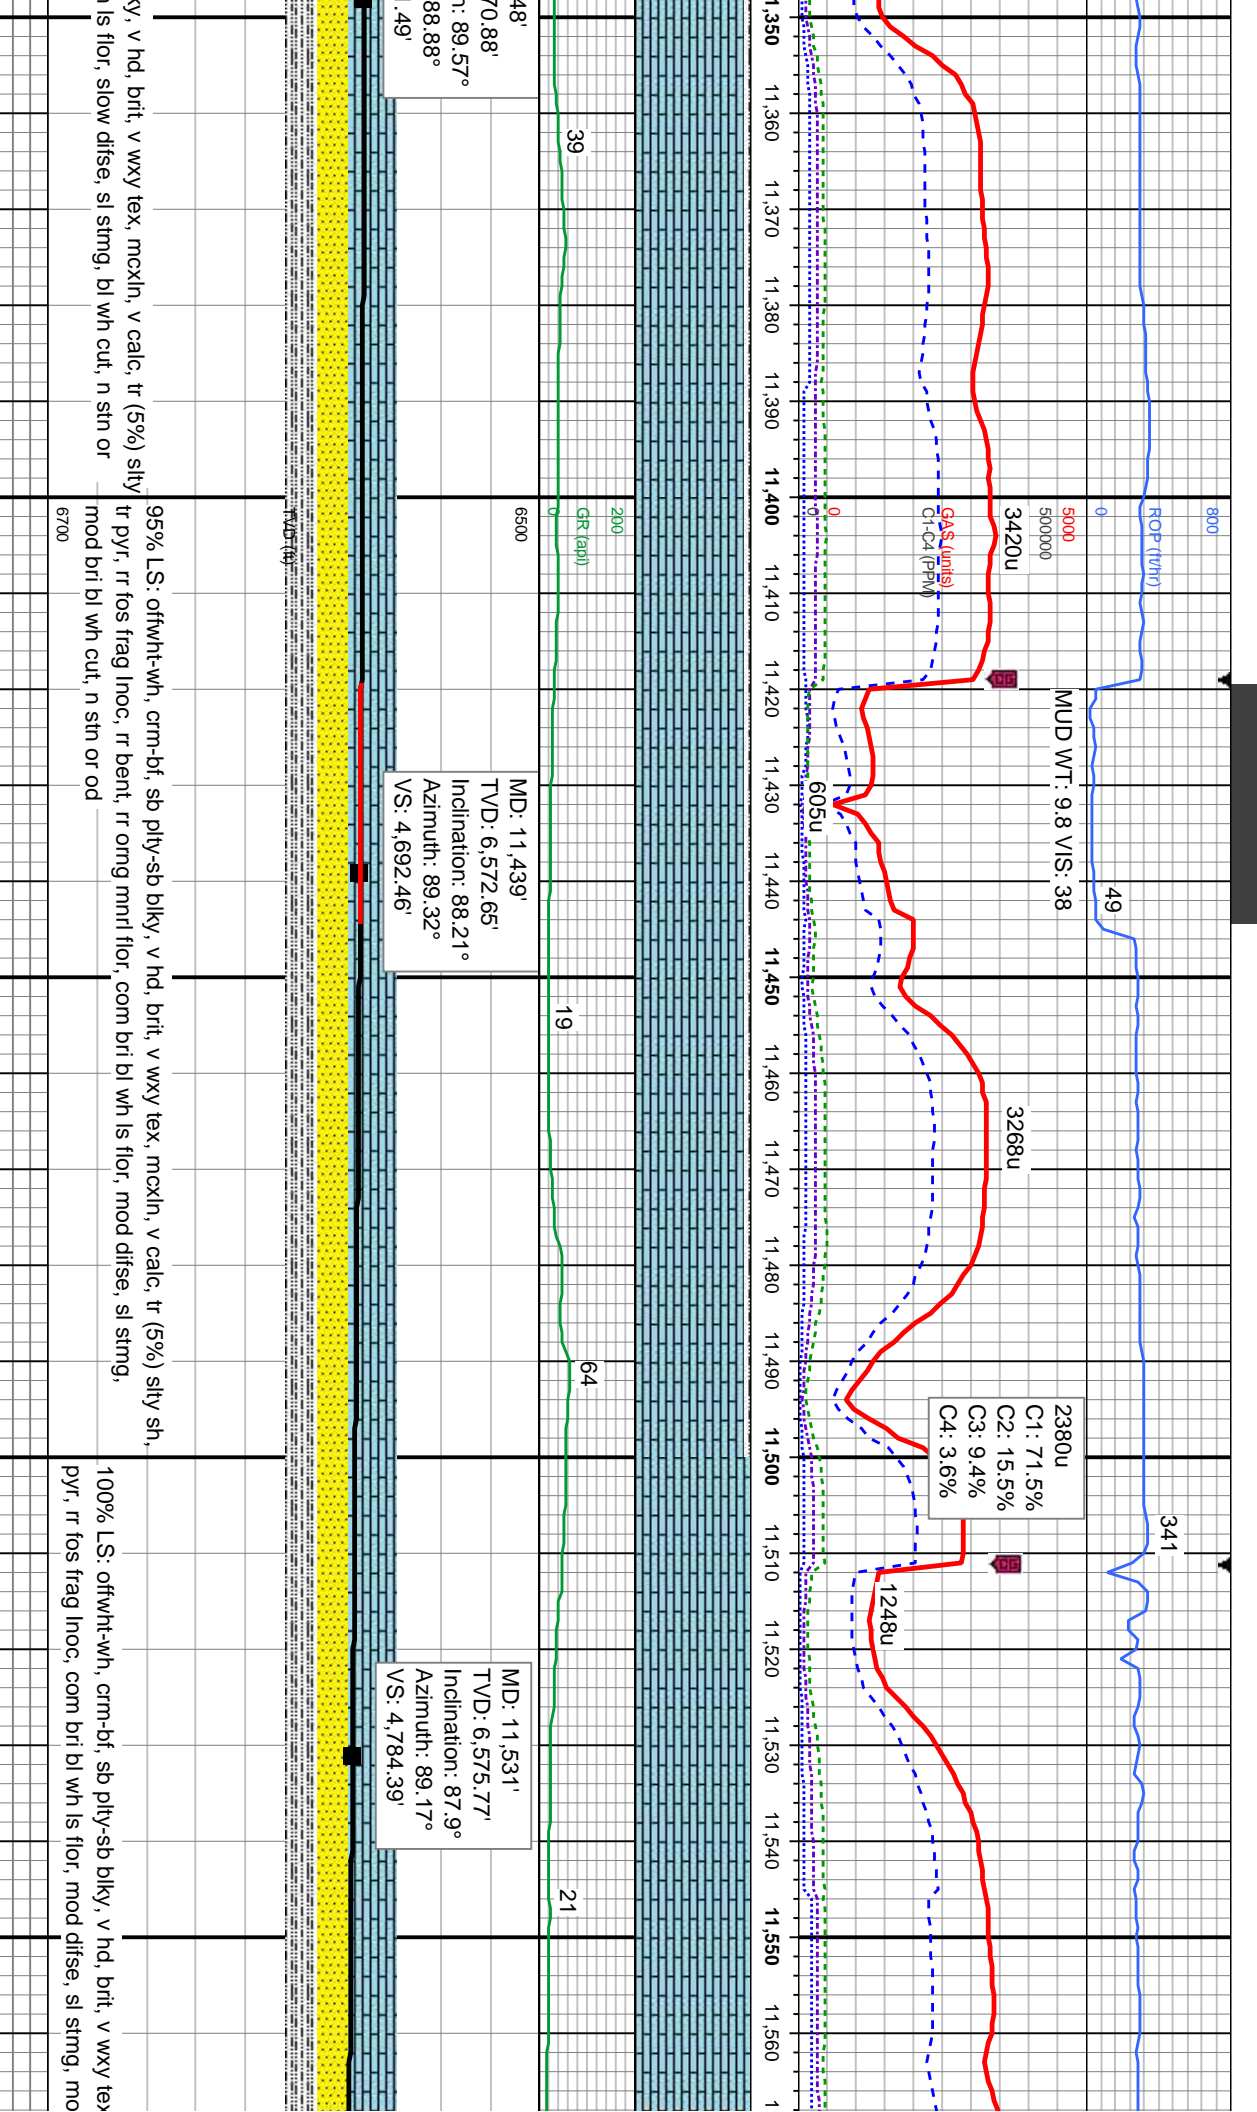 800
ROP (ft/hr)
0
341
49
MUD WT: 9.8 VIS: 38
5000
500000
3420u
GAS (units)
C1-C4 (PPM)
0
0
605u
3268u
2380u
C1: 71.5%
C2: 15.5%
C3: 9.4%
C4: 3.6%
1248u
11,360
11,370
11,380
11,390
11,400
11,410
11,420
11,430
11,440
11,450
11,460
11,470
11,480
11,490
11,500
11,510
11,520
11,530
11,540
11,550
11,560
200
GR (api)
0
39
19
64
21
6500
TVD (ft)
6700
48'
70.88'
n: 89.57°
88.88°
.49'
MD: 11,439'
TVD: 6,572.65'
Inclination: 88.21°
Azimuth: 89.32°
VS: 4,692.46'
MD: 11,531'
TVD: 6,575.77'
Inclination: 87.9°
Azimuth: 89.17°
VS: 4,784.39'
ky, v hd, brit, v wxy tex, mcxln, v calc, tr (5%) slty
ls flor, slow difse, sl stmg, bl wh cut, n stn or
95% LS: offwht-wh, crm-bf, sb plty-sb blky, v hd, brit, v wxy tex, mcxln, v calc, tr (5%) slty sh,
tr pyr, rr fos frag Inoc, rr bent, rr orng mnrl flor, com bri bl wh ls flor, mod difse, sl stmg,
mod bri bl wh cut, n stn or od
100% LS: offwht-wh, crm-bf, sb plty-sb blky, v hd, brit, v wxy tex
pyr, rr fos frag Inoc, com bri bl wh ls flor, mod difse, sl stmg, mo